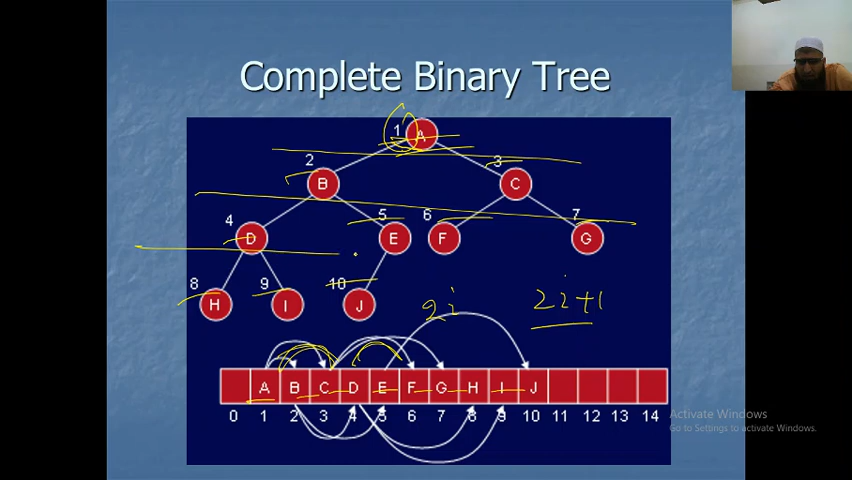 Complete Binary Tree
1 A
2 B 3 C
4 D 5 E 6 F 7 G
8 H 9 I 10 J
2i 2i+1
A B C D E F G H I J
0 1 2 3 4 5 6 7 8 9 10 11 12 13 14
Activate Windows
Go to Settings to activate Windows.